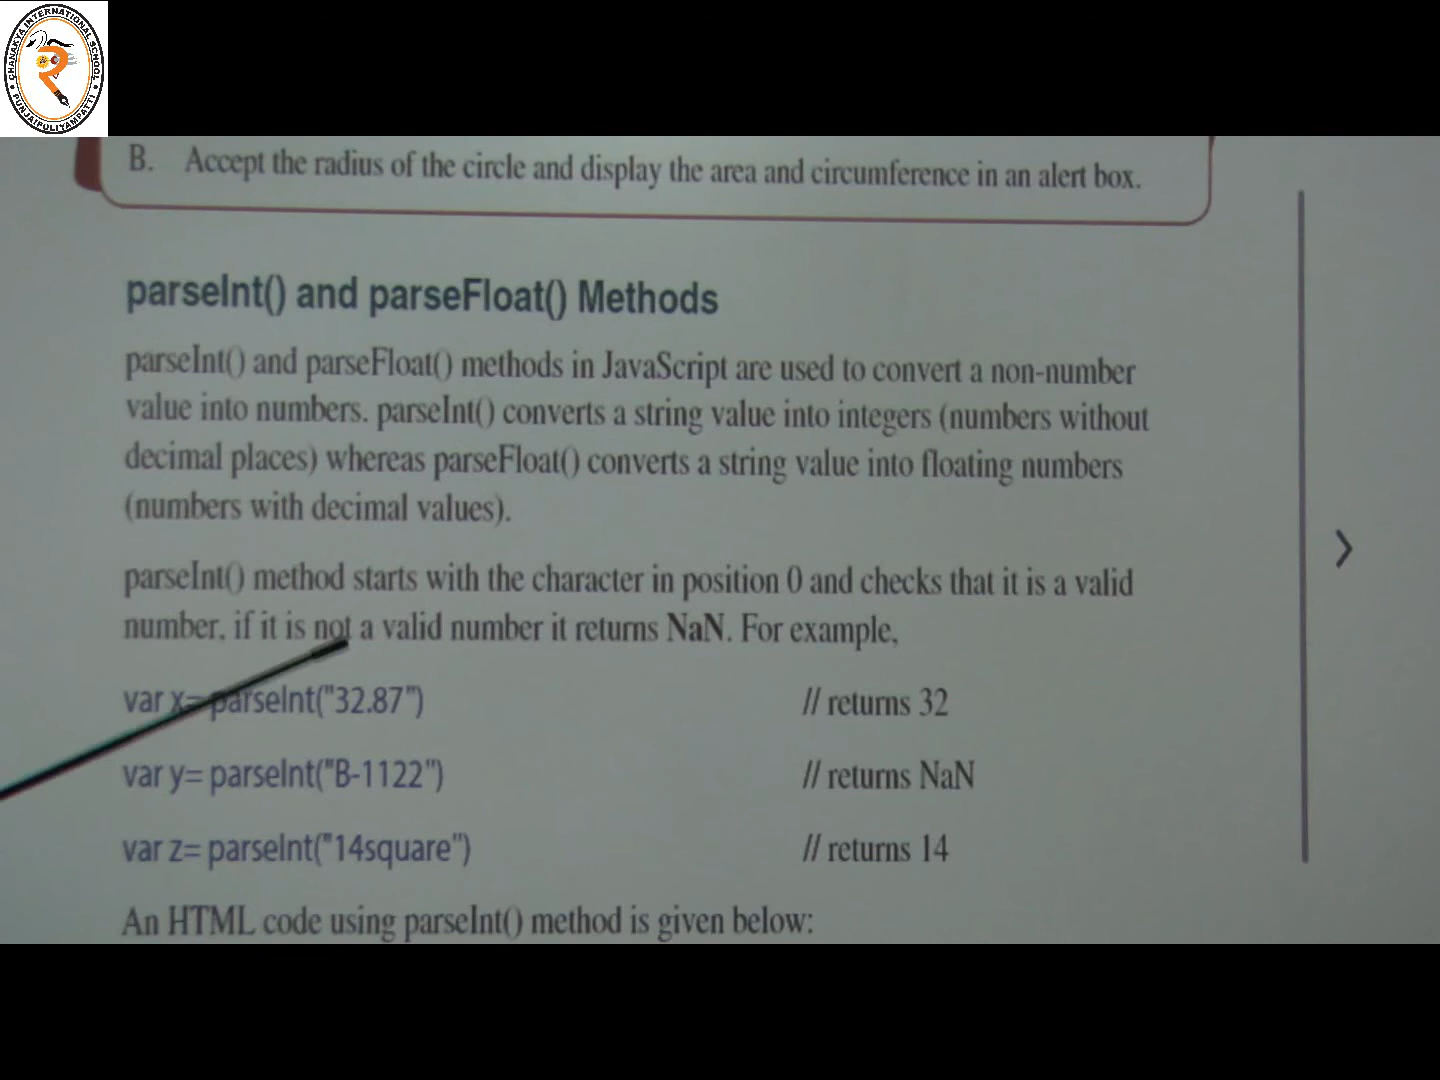 CHANAKYA INTERNATIONAL SCHOOL
PUNJAIPULIYAMPATTI
B. Accept the radius of the circle and display the area and circumference in an alert box.
parseInt() and parseFloat() Methods
parseInt() and parseFloat() methods in JavaScript are used to convert a non-number
value into numbers. parseInt() converts a string value into integers (numbers without
decimal places) whereas parseFloat() converts a string value into floating numbers
(numbers with decimal values).
parseInt() method starts with the character in position 0 and checks that it is a valid
number, if it is not a valid number it returns NaN. For example,
var x= parseInt("32.87") // returns 32
var y= parseInt("B-1122") // returns NaN
var z= parseInt("14square") // returns 14
An HTML code using parseInt() method is given below: